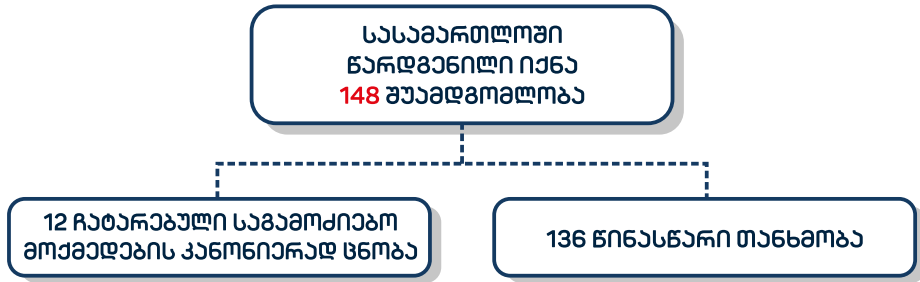 სასამართლოში
წარდგენილი იქნა
148 შუამდგომლობა
12 ჩატარებული საგამოძიებო
მოქმედების კანონიერად ცნობა
136 წინასწარი თანხმობა